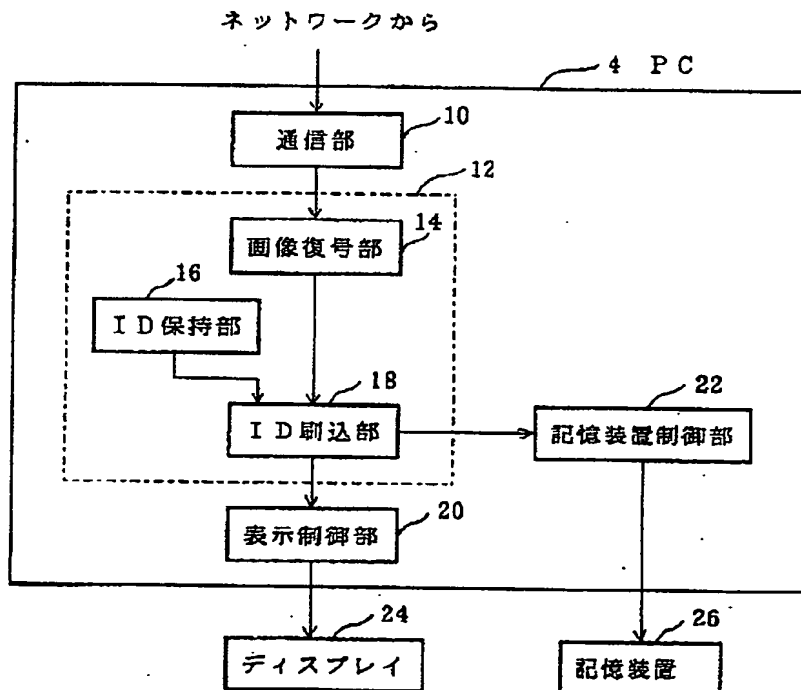 ネットワークから
4 PC
通信部
10
12
画像復号部
14
16
ID保持部
18
ID刷込部
22
記憶装置制御部
表示制御部
20
24
ディスプレイ
26
記憶装置